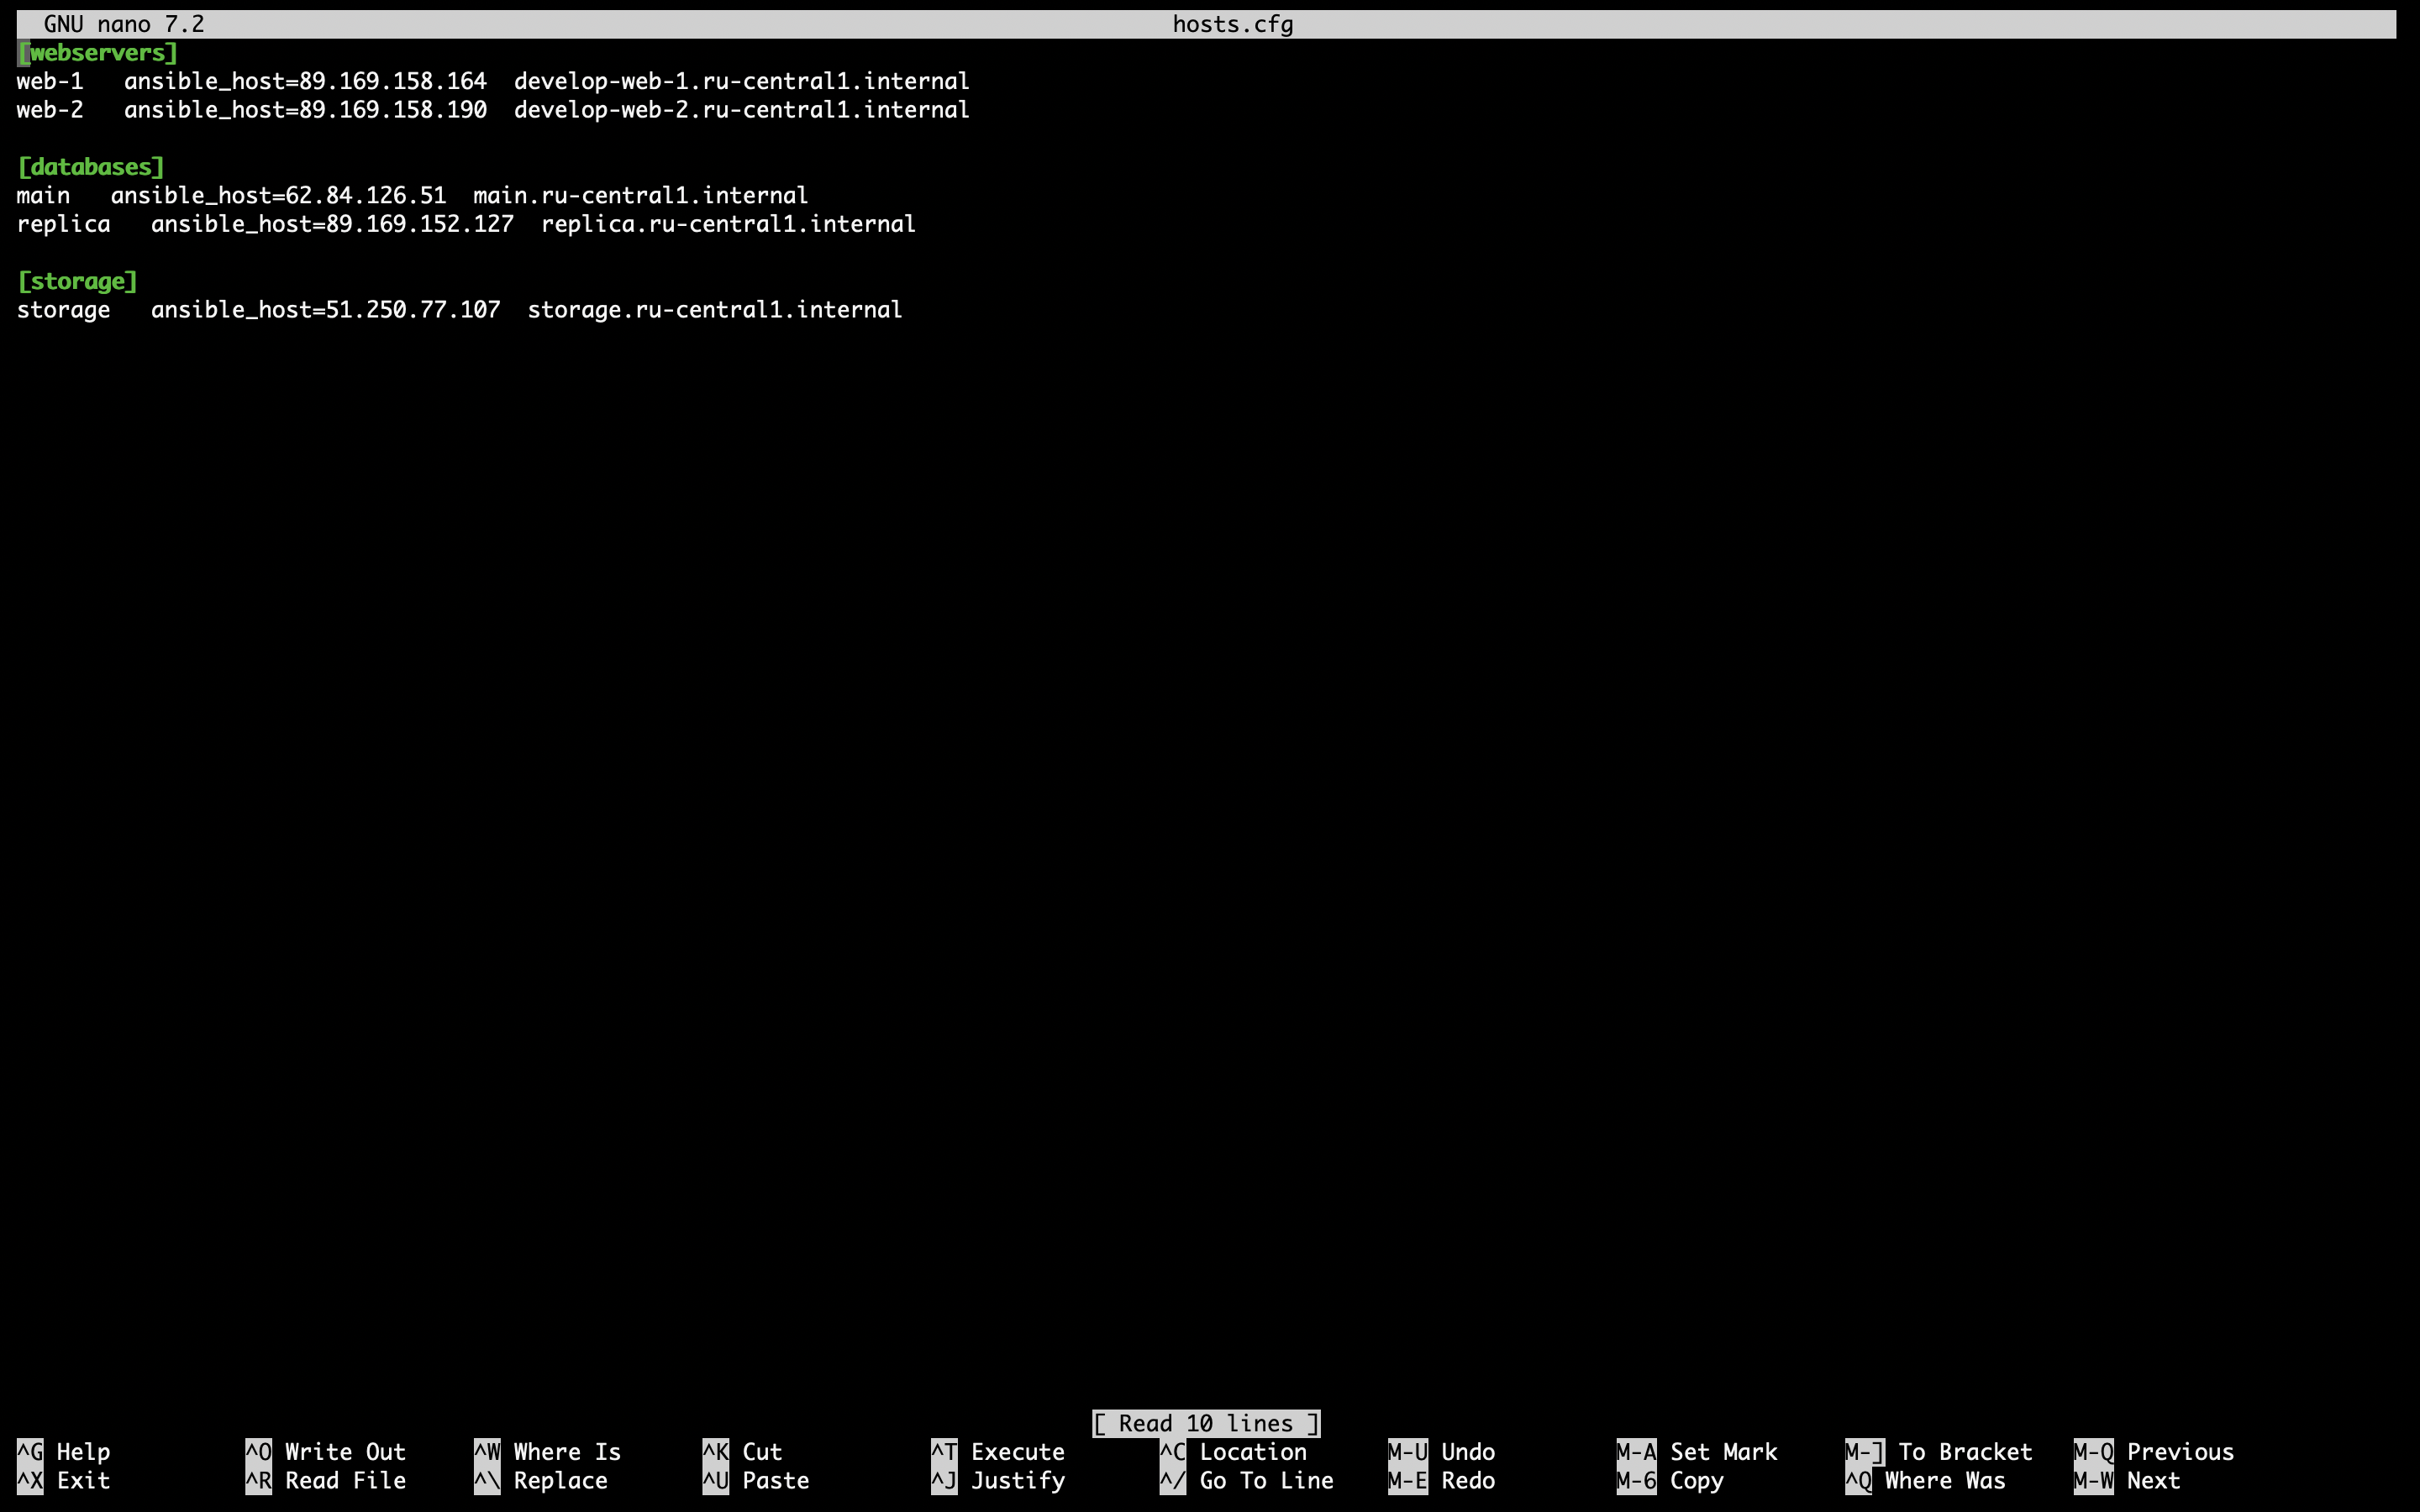 GNU nano 7.2 hosts.cfg
[webservers]
web-1   ansible_host=89.169.158.164  develop-web-1.ru-central1.internal
web-2   ansible_host=89.169.158.190  develop-web-2.ru-central1.internal
[databases]
main   ansible_host=62.84.126.51  main.ru-central1.internal
replica   ansible_host=89.169.152.127  replica.ru-central1.internal
[storage]
storage   ansible_host=51.250.77.107  storage.ru-central1.internal
[ Read 10 lines ]
^G Help ^O Write Out ^W Where Is ^K Cut ^T Execute ^C Location M-U Undo M-A Set Mark M-] To Bracket M-Q Previous
^X Exit ^R Read File ^\ Replace ^U Paste ^J Justify ^/ Go To Line M-E Redo M-6 Copy ^Q Where Was M-W Next